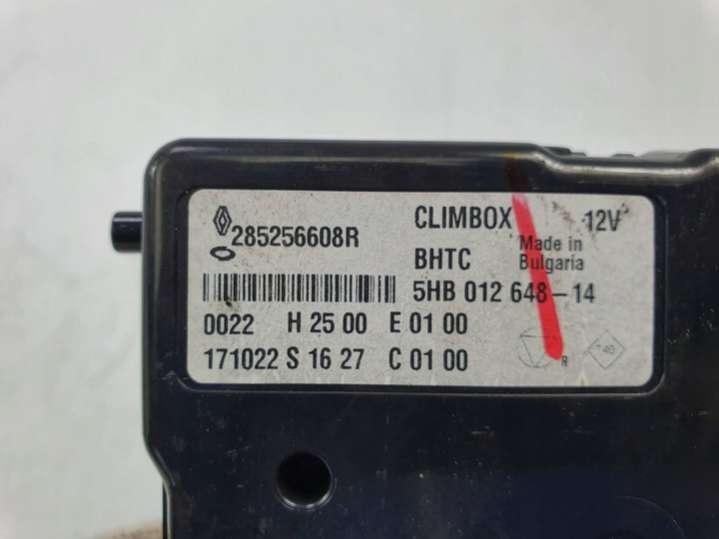 285256608R CLIMBOX 12V
BHTC Made in
Bulgaria
5HB 012 648-14
0022 H 25 00 E 01 00
171022 S 16 27 C 01 00
R